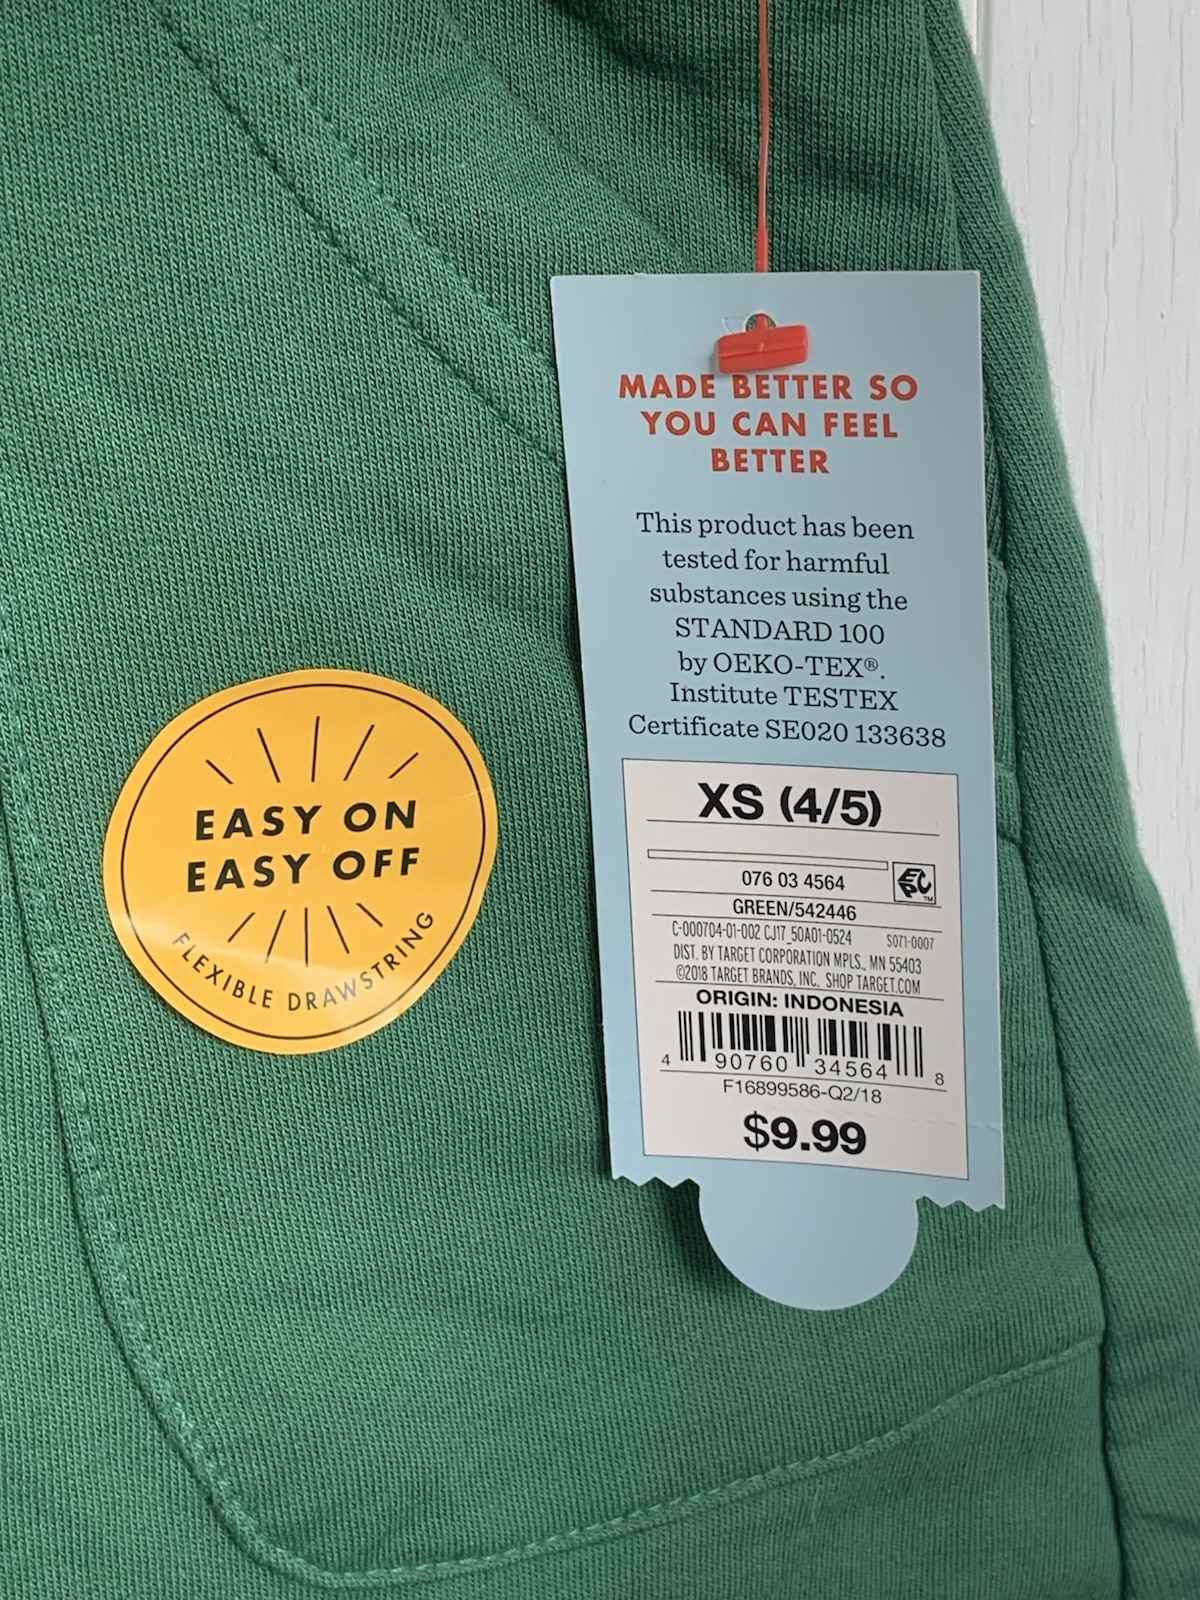 MADE BETTER SO
YOU CAN FEEL
BETTER
This product has been
tested for harmful
substances using the
STANDARD 100
by OEKO-TEX®.
Institute TESTEX
Certificate SE020 133638
XS (4/5)
076 03 4564
EPC™
GREEN/542446
C-000704-01-002 CJ17_50A01-0524 S071-0007
DIST. BY TARGET CORPORATION MPLS., MN 55403
©2018 TARGET BRANDS, INC. SHOP TARGET.COM
ORIGIN: INDONESIA
4 90760 34564 8
F16899586-Q2/18
$9.99
EASY ON
EASY OFF
FLEXIBLE DRAWSTRING